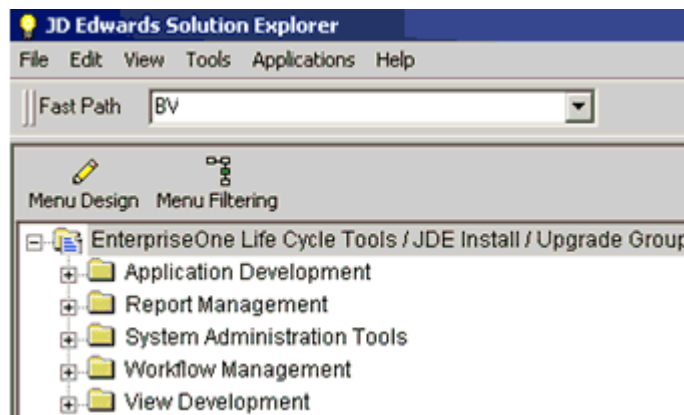 JD Edwards Solution Explorer
File Edit View Tools Applications Help
Fast Path BV
Menu Design Menu Filtering
EnterpriseOne Life Cycle Tools / JDE Install / Upgrade Group
Application Development
Report Management
System Administration Tools
Workflow Management
View Development